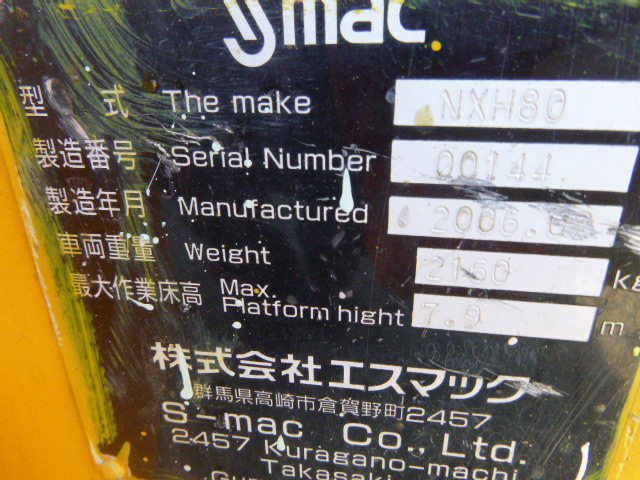 Smac
型式 The make NXH80
製造番号 Serial Number 00144
製造年月 Manufactured
車両重量 Weight 2160 kg
最大作業床高 Max. Platform hight 7.9 m
株式会社エスマック
群馬県高崎市倉賀野町2457
S-mac Co., Ltd.
2457 Kuragano-machi
Takasaki